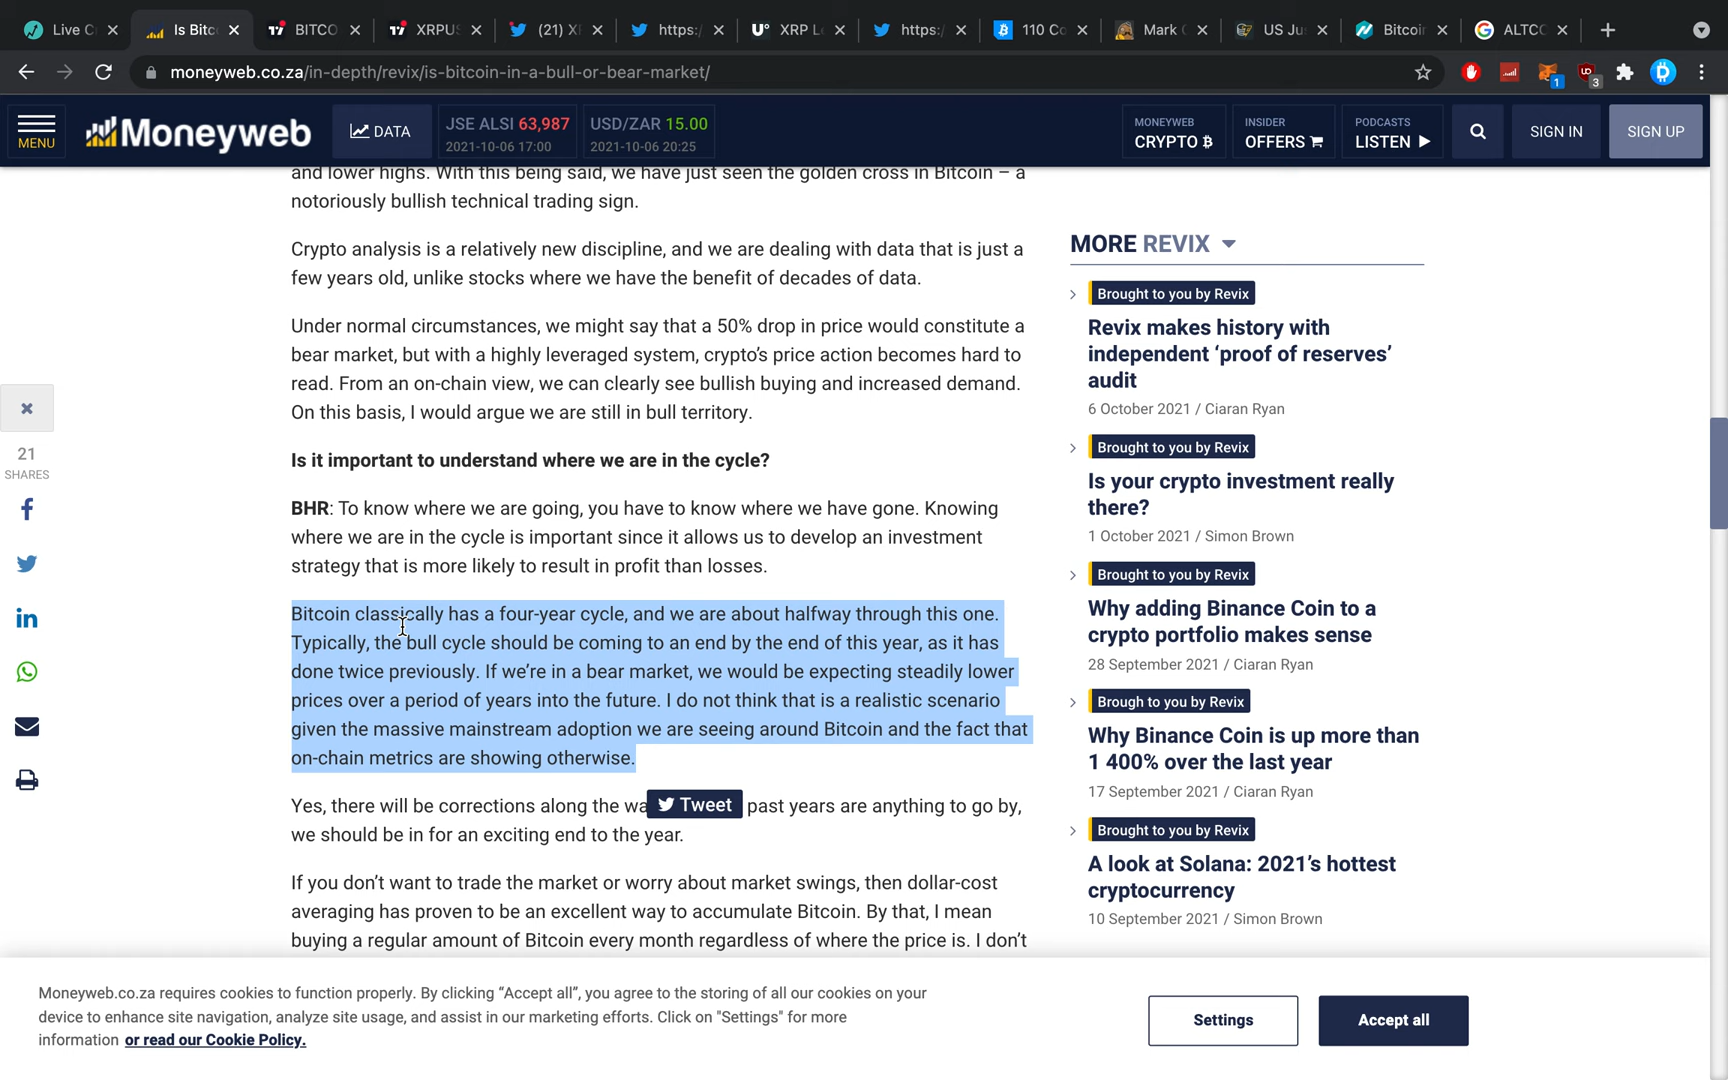 Live C
Is Bitc
BITCO
XRPUS
(21) X
https:/
XRP L
https:/
110 Co
Mark
US Ju
Bitcoin
ALTCO
moneyweb.co.za/in-depth/revix/is-bitcoin-in-a-bull-or-bear-market/
1
3
MENU
Moneyweb
DATA
JSE ALSI 63,987
2021-10-06 17:00
USD/ZAR 15.00
2021-10-06 20:25
MONEYWEB
CRYPTO
INSIDER
OFFERS
PODCASTS
LISTEN
SIGN IN
SIGN UP
and lower highs. With this being said, we have just seen the golden cross in Bitcoin – a
notoriously bullish technical trading sign.
Crypto analysis is a relatively new discipline, and we are dealing with data that is just a
few years old, unlike stocks where we have the benefit of decades of data.
Under normal circumstances, we might say that a 50% drop in price would constitute a
bear market, but with a highly leveraged system, crypto's price action becomes hard to
read. From an on-chain view, we can clearly see bullish buying and increased demand.
On this basis, I would argue we are still in bull territory.
Is it important to understand where we are in the cycle?
BHR: To know where we are going, you have to know where we have gone. Knowing
where we are in the cycle is important since it allows us to develop an investment
strategy that is more likely to result in profit than losses.
Bitcoin classically has a four-year cycle, and we are about halfway through this one.
Typically, the bull cycle should be coming to an end by the end of this year, as it has
done twice previously. If we're in a bear market, we would be expecting steadily lower
prices over a period of years into the future. I do not think that is a realistic scenario
given the massive mainstream adoption we are seeing around Bitcoin and the fact that
on-chain metrics are showing otherwise.
Yes, there will be corrections along the wa Tweet past years are anything to go by,
we should be in for an exciting end to the year.
If you don't want to trade the market or worry about market swings, then dollar-cost
averaging has proven to be an excellent way to accumulate Bitcoin. By that, I mean
buying a regular amount of Bitcoin every month regardless of where the price is. I don't
21
SHARES
MORE REVIX
Brought to you by Revix
Revix makes history with
independent ‘proof of reserves’
audit
6 October 2021 / Ciaran Ryan
Brought to you by Revix
Is your crypto investment really
there?
1 October 2021 / Simon Brown
Brought to you by Revix
Why adding Binance Coin to a
crypto portfolio makes sense
28 September 2021 / Ciaran Ryan
Brough to you by Revix
Why Binance Coin is up more than
1 400% over the last year
17 September 2021 / Ciaran Ryan
Brought to you by Revix
A look at Solana: 2021's hottest
cryptocurrency
10 September 2021 / Simon Brown
Moneyweb.co.za requires cookies to function properly. By clicking “Accept all”, you agree to the storing of all our cookies on your
device to enhance site navigation, analyze site usage, and assist in our marketing efforts. Click on "Settings" for more
information or read our Cookie Policy.
Settings
Accept all